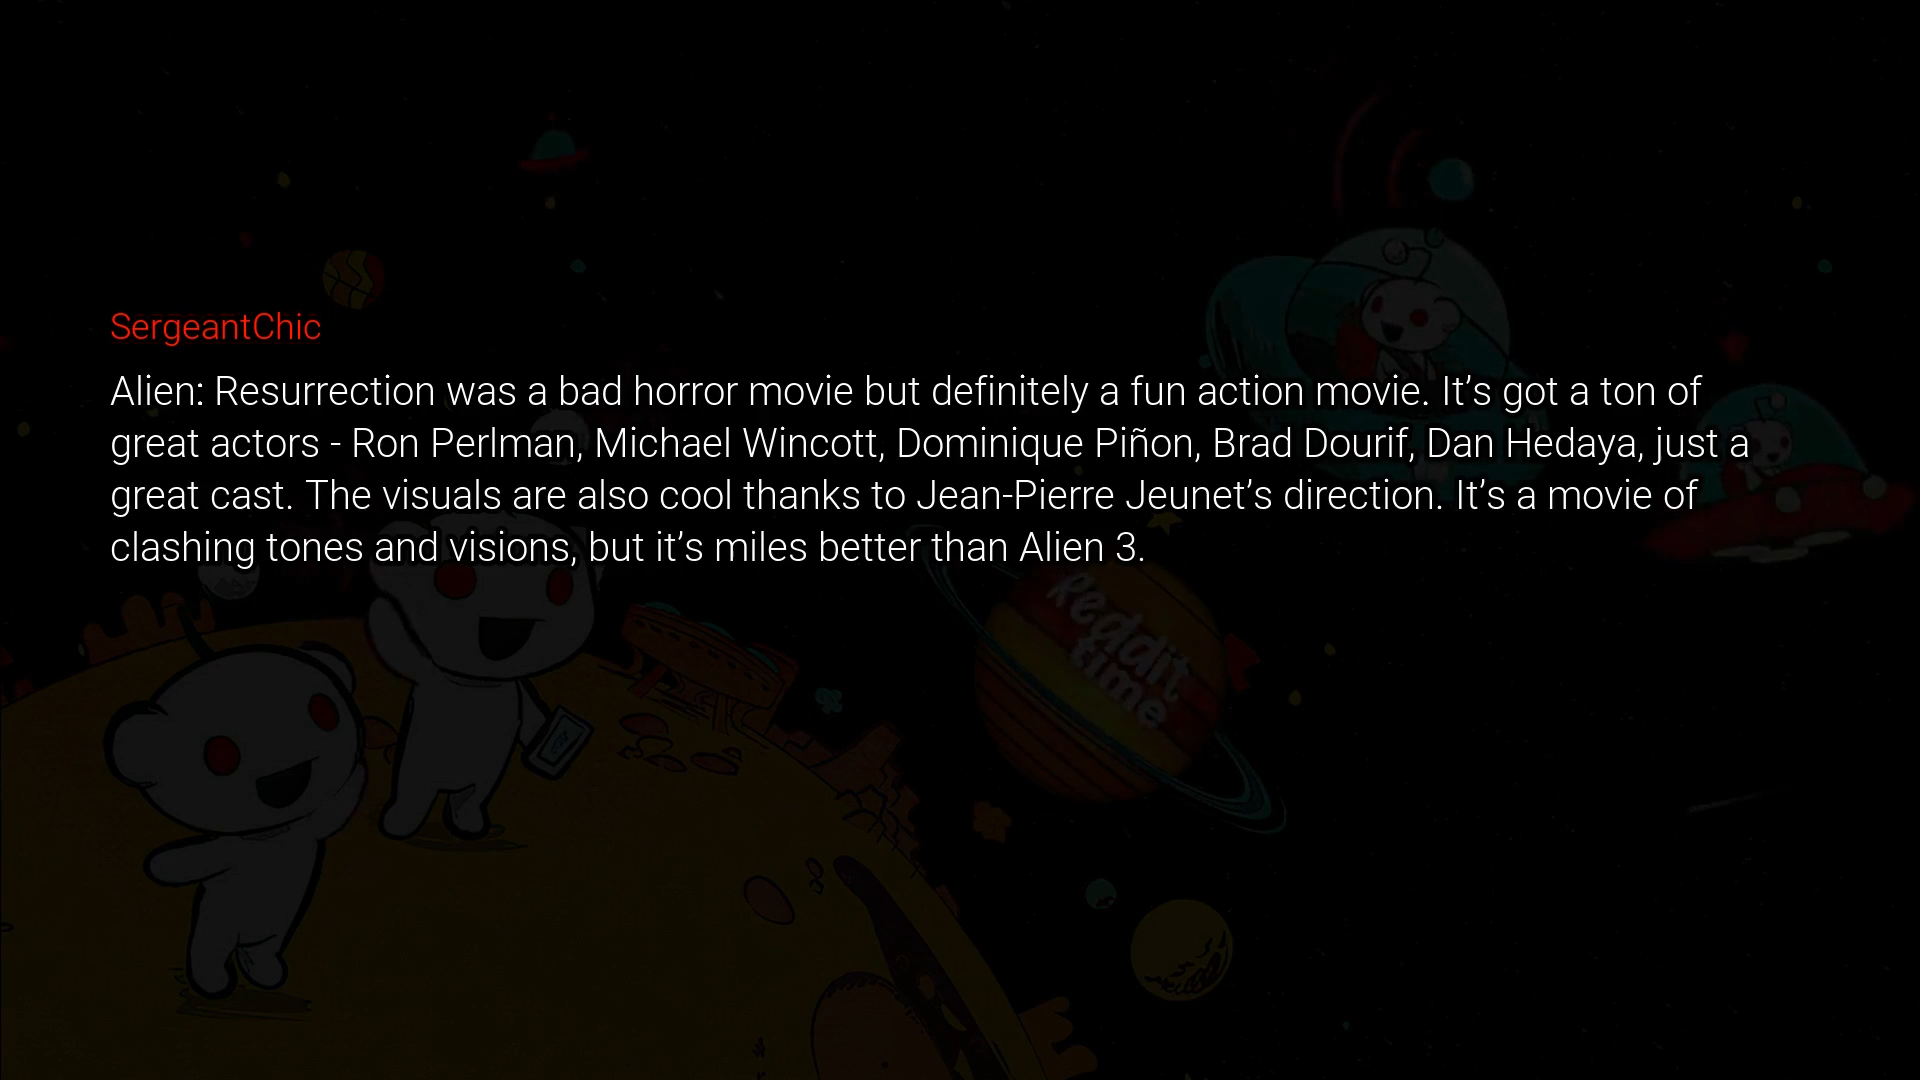 SergeantChic
Alien: Resurrection was a bad horror movie but definitely a fun action movie. It’s got a ton of
great actors - Ron Perlman, Michael Wincott, Dominique Piñon, Brad Dourif, Dan Hedaya, just a
great cast. The visuals are also cool thanks to Jean-Pierre Jeunet’s direction. It’s a movie of
clashing tones and visions, but it’s miles better than Alien 3.
Reddit
time